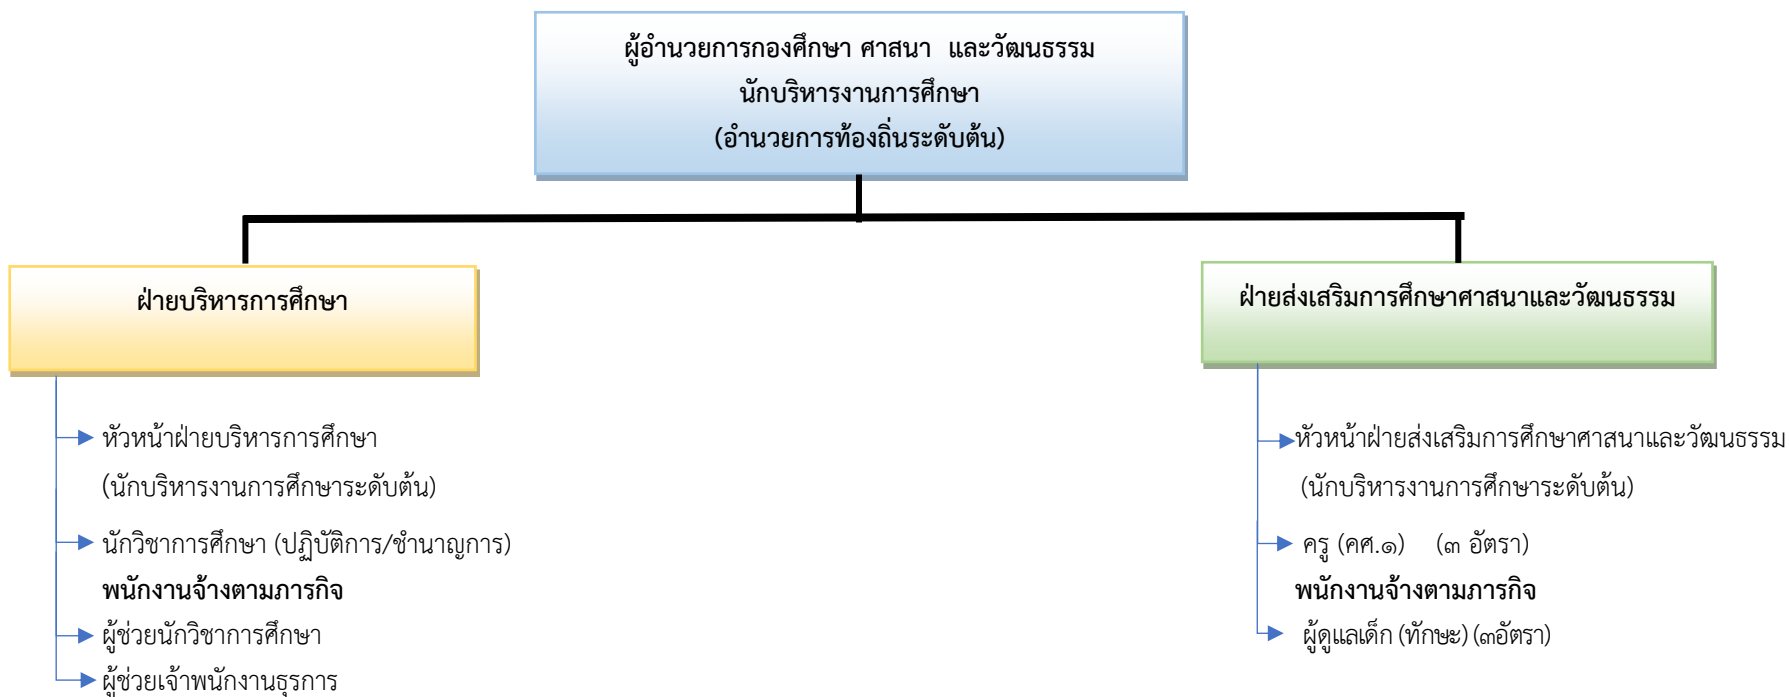 ผู้อำนวยการกองศึกษา ศาสนา และวัฒนธรรม
นักบริหารงานการศึกษา
(อำนวยการท้องถิ่นระดับต้น)
ฝ่ายบริหารการศึกษา
หัวหน้าฝ่ายบริหารการศึกษา
(นักบริหารงานการศึกษาระดับต้น)
นักวิชาการศึกษา (ปฏิบัติการ/ชำนาญการ)
พนักงานจ้างตามภารกิจ
ผู้ช่วยนักวิชาการศึกษา
ผู้ช่วยเจ้าพนักงานธุรการ
ฝ่ายส่งเสริมการศึกษาศาสนาและวัฒนธรรม
หัวหน้าฝ่ายส่งเสริมการศึกษาศาสนาและวัฒนธรรม
(นักบริหารงานการศึกษาระดับต้น)
ครู (คศ.๑) (๓ อัตรา)
พนักงานจ้างตามภารกิจ
ผู้ดูแลเด็ก (ทักษะ) (๓อัตรา)